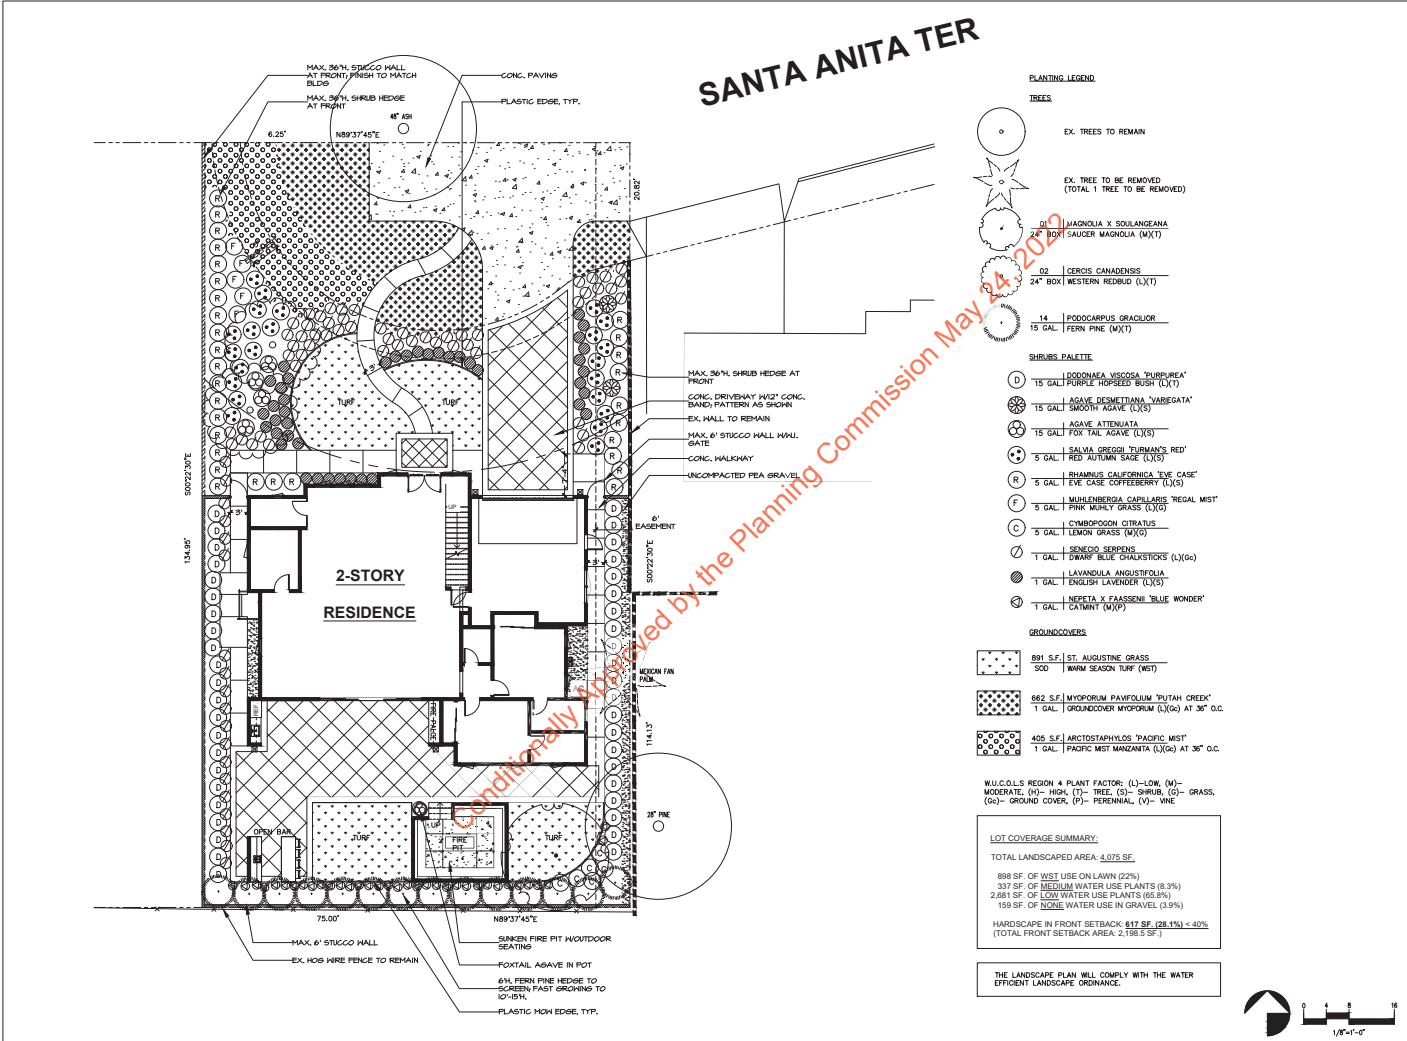 SANTA ANITA TER
MAX. 36"H. STUCCO WALL
AT FRONT; FINISH TO MATCH
BLDG
MAX. 36"H. SHRUB HEDGE
AT FRONT
CONC. PAVING
PLASTIC EDGE, TYP.
48" ASH
6.25'
N89°37'45"E
20.82'
TURF
TURF
3'
MAX. 36"H. SHRUB HEDGE AT
FRONT
CONC. DRIVEWAY W/12" CONC.
BAND; PATTERN AS SHOWN
EX. WALL TO REMAIN
MAX. 6' STUCCO WALL W/WJ.
GATE
CONC. WALKWAY
UNCOMPACTED PEA GRAVEL
S00°22'30"E
134.95'
3'
UP
6'
EASEMENT
S00°22'30"E
3'
2-STORY
RESIDENCE
MEXICAN FAN
PALM
114.13'
REF.
OPEN BAR
TURF
UP
FIRE
PIT
TURF
28" PINE
75.00'
N89°37'45"E
MAX. 6' STUCCO WALL
EX. HOG WIRE FENCE TO REMAIN
SUNKEN FIRE PIT W/OUTDOOR
SEATING
FOXTAIL AGAVE IN POT
6'H. FERN PINE HEDGE TO
SCREEN; FAST GROWING TO
10'-15'H.
PLASTIC MOW EDGE, TYP.
Conditionally Approved by the Planning Commission May 24, 2022
PLANTING LEGEND
TREES
EX. TREES TO REMAIN
EX. TREE TO BE REMOVED
(TOTAL 1 TREE TO BE REMOVED)
01 MAGNOLIA X SOULANGEANA
24" BOX SAUCER MAGNOLIA (M)(T)
02 CERCIS CANADENSIS
24" BOX WESTERN REDBUD (L)(T)
14 PODOCARPUS GRACILIOR
15 GAL. FERN PINE (M)(T)
SHRUBS PALETTE
D DODONAEA VISCOSA 'PURPUREA'
15 GAL. PURPLE HOPSEED BUSH (L)(T)
AGAVE DESMETTIANA 'VARIEGATA'
15 GAL. SMOOTH AGAVE (L)(S)
AGAVE ATTENUATA
15 GAL. FOX TAIL AGAVE (L)(S)
SALVIA GREGGII 'FURMAN'S RED'
5 GAL. RED AUTUMN SAGE (L)(S)
R RHAMNUS CALIFORNICA 'EVE CASE'
5 GAL. EVE CASE COFFEEBERRY (L)(S)
F MUHLENBERGIA CAPILLARIS 'REGAL MIST'
5 GAL. PINK MUHLY GRASS (L)(G)
C CYMBOPOGON CITRATUS
5 GAL. LEMON GRASS (M)(G)
SENECIO SERPENS
1 GAL. DWARF BLUE CHALKSTICKS (L)(Gc)
LAVANDULA ANGUSTIFOLIA
1 GAL. ENGLISH LAVENDER (L)(S)
NEPETA X FAASSENII 'BLUE WONDER'
1 GAL. CATMINT (M)(P)
GROUNDCOVERS
891 S.F. ST. AUGUSTINE GRASS
SOD WARM SEASON TURF (WST)
662 S.F. MYOPORUM PAVIFOLIUM 'PUTAH CREEK'
1 GAL. GROUNDCOVER MYOPORUM (L)(Gc) AT 36" O.C.
405 S.F. ARCTOSTAPHYLOS 'PACIFIC MIST'
1 GAL. PACIFIC MIST MANZANITA (L)(Gc) AT 36" O.C.
W.U.C.O.L.S REGION 4 PLANT FACTOR: (L)-LOW, (M)-
MODERATE, (H)- HIGH, (T)- TREE, (S)- SHRUB, (G)- GRASS,
(Gc)- GROUND COVER, (P)- PERENNIAL, (V)- VINE
LOT COVERAGE SUMMARY:
TOTAL LANDSCAPED AREA: 4,075 SF.
898 SF. OF WST USE ON LAWN (22%)
337 SF. OF MEDIUM WATER USE PLANTS (8.3%)
2,681 SF. OF LOW WATER USE PLANTS (65.8%)
159 SF. OF NONE WATER USE IN GRAVEL (3.9%)
HARDSCAPE IN FRONT SETBACK: 617 SF. (28.1%) < 40%
(TOTAL FRONT SETBACK AREA: 2,198.5 SF.)
THE LANDSCAPE PLAN WILL COMPLY WITH THE WATER
EFFICIENT LANDSCAPE ORDINANCE.
0 4 8 16
1/8"=1'-0"